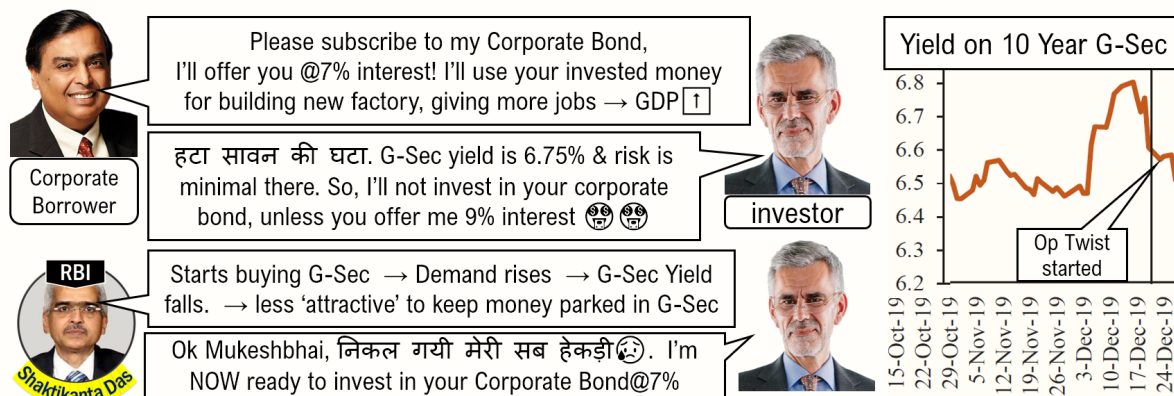 Please subscribe to my Corporate Bond,
I'll offer you @7% interest! I'll use your invested money
for building new factory, giving more jobs → GDP ↑
Corporate
Borrower
हटा सावन की घटा. G-Sec yield is 6.75% & risk is
minimal there. So, I'll not invest in your corporate
bond, unless you offer me 9% interest 🤑 🤑
investor
RBI
Shaktikanta Das
Starts buying G-Sec → Demand rises → G-Sec Yield
falls. → less 'attractive' to keep money parked in G-Sec
Ok Mukeshbhai, निकल गयी मेरी सब हेकड़ी😥. I'm
NOW ready to invest in your Corporate Bond@7%
Yield on 10 Year G-Sec
6.8
6.6
6.5
6.4
6.3
6.2
Op Twist
started
15-Oct-19
22-Oct-19
29-Oct-19
5-Nov-19
12-Nov-19
19-Nov-19
26-Nov-19
3-Dec-19
10-Dec-19
17-Dec-19
24-Dec-19